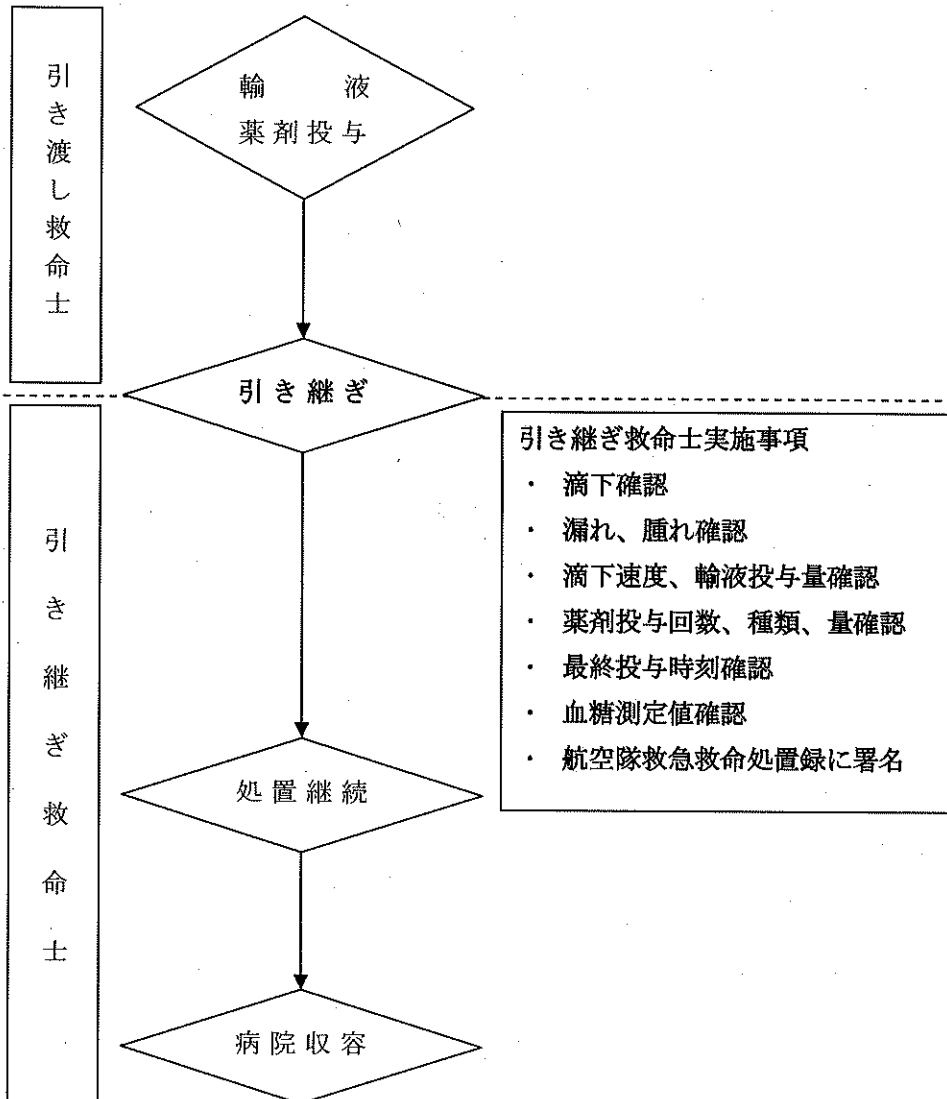 引き渡し救命士
輸　液
薬剤投与
引き継ぎ
引き継ぎ救命士実施事項
・ 滴下確認
・ 漏れ、腫れ確認
・ 滴下速度、輸液投与量確認
・ 薬剤投与回数、種類、量確認
・ 最終投与時刻確認
・ 血糖測定値確認
・ 航空隊救急救命処置録に署名
引き継ぎ救命士
処置継続
病院収容